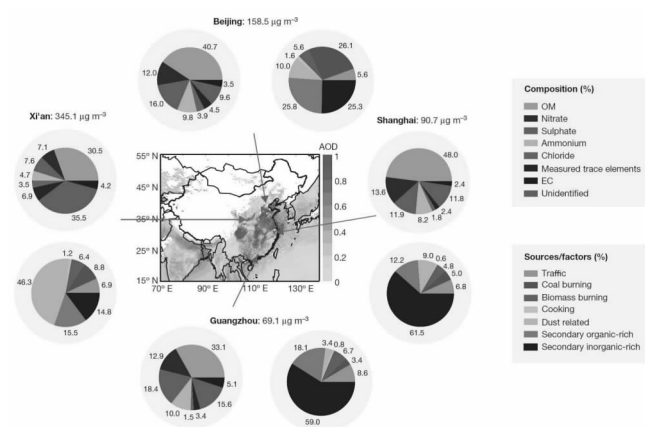 Beijing: 158.5 µg m⁻³
40.7
12.0
16.0
9.8
3.9
4.5
9.6
3.5
5.6
1.6
10.0
25.8
26.1
5.6
25.3
Xi'an: 345.1 µg m⁻³
7.1
7.6
4.7
3.5
6.9
30.5
4.2
35.5
1.2
6.4
8.8
6.9
14.8
15.5
46.3
AOD
55° N
45° N
35° N
25° N
15° N
70° E
90° E
110° E
130° E
1
0.8
0.6
0.4
0.2
0
Shanghai: 90.7 µg m⁻³
48.0
13.6
11.9
8.2
1.8
2.4
11.8
2.4
12.2
9.0
0.6
4.8
5.0
6.8
61.5
Guangzhou: 69.1 µg m⁻³
12.9
18.4
10.0
1.5
3.4
15.6
5.1
33.1
18.1
3.4
0.8
6.7
3.4
8.6
59.0
Composition (%)
OM
Nitrate
Sulphate
Ammonium
Chloride
Measured trace elements
EC
Unidentified
Sources/factors (%)
Traffic
Coal burning
Biomass burning
Cooking
Dust related
Secondary organic-rich
Secondary inorganic-rich